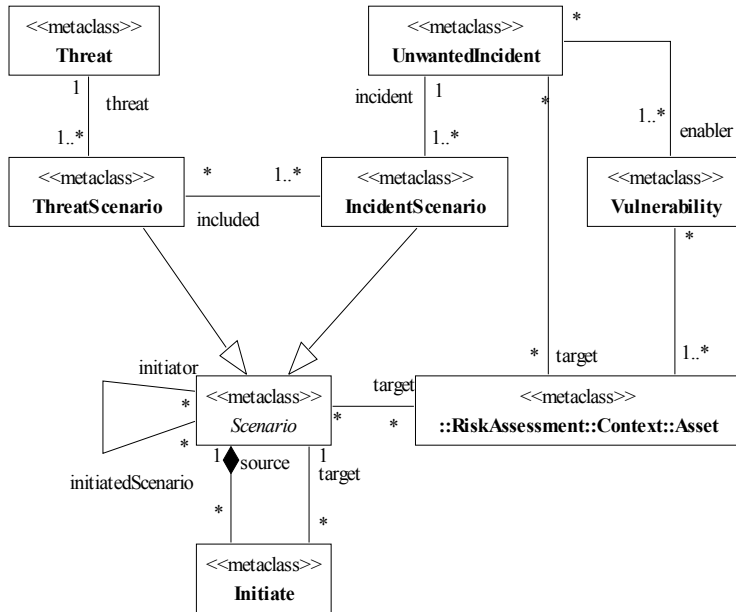 <<metaclass>>
Threat
<<metaclass>>
UnwantedIncident
*
1
threat
incident
1
*
1..*
1..*
1..*
enabler
<<metaclass>>
ThreatScenario
*
1..*
included
<<metaclass>>
IncidentScenario
<<metaclass>>
Vulnerability
*
initiator
*
target
1..*
<<metaclass>>
Scenario
target
*
*
<<metaclass>>
::RiskAssessment::Context::Asset
*
*
initiatedScenario
1
source
1
target
*
*
<<metaclass>>
Initiate